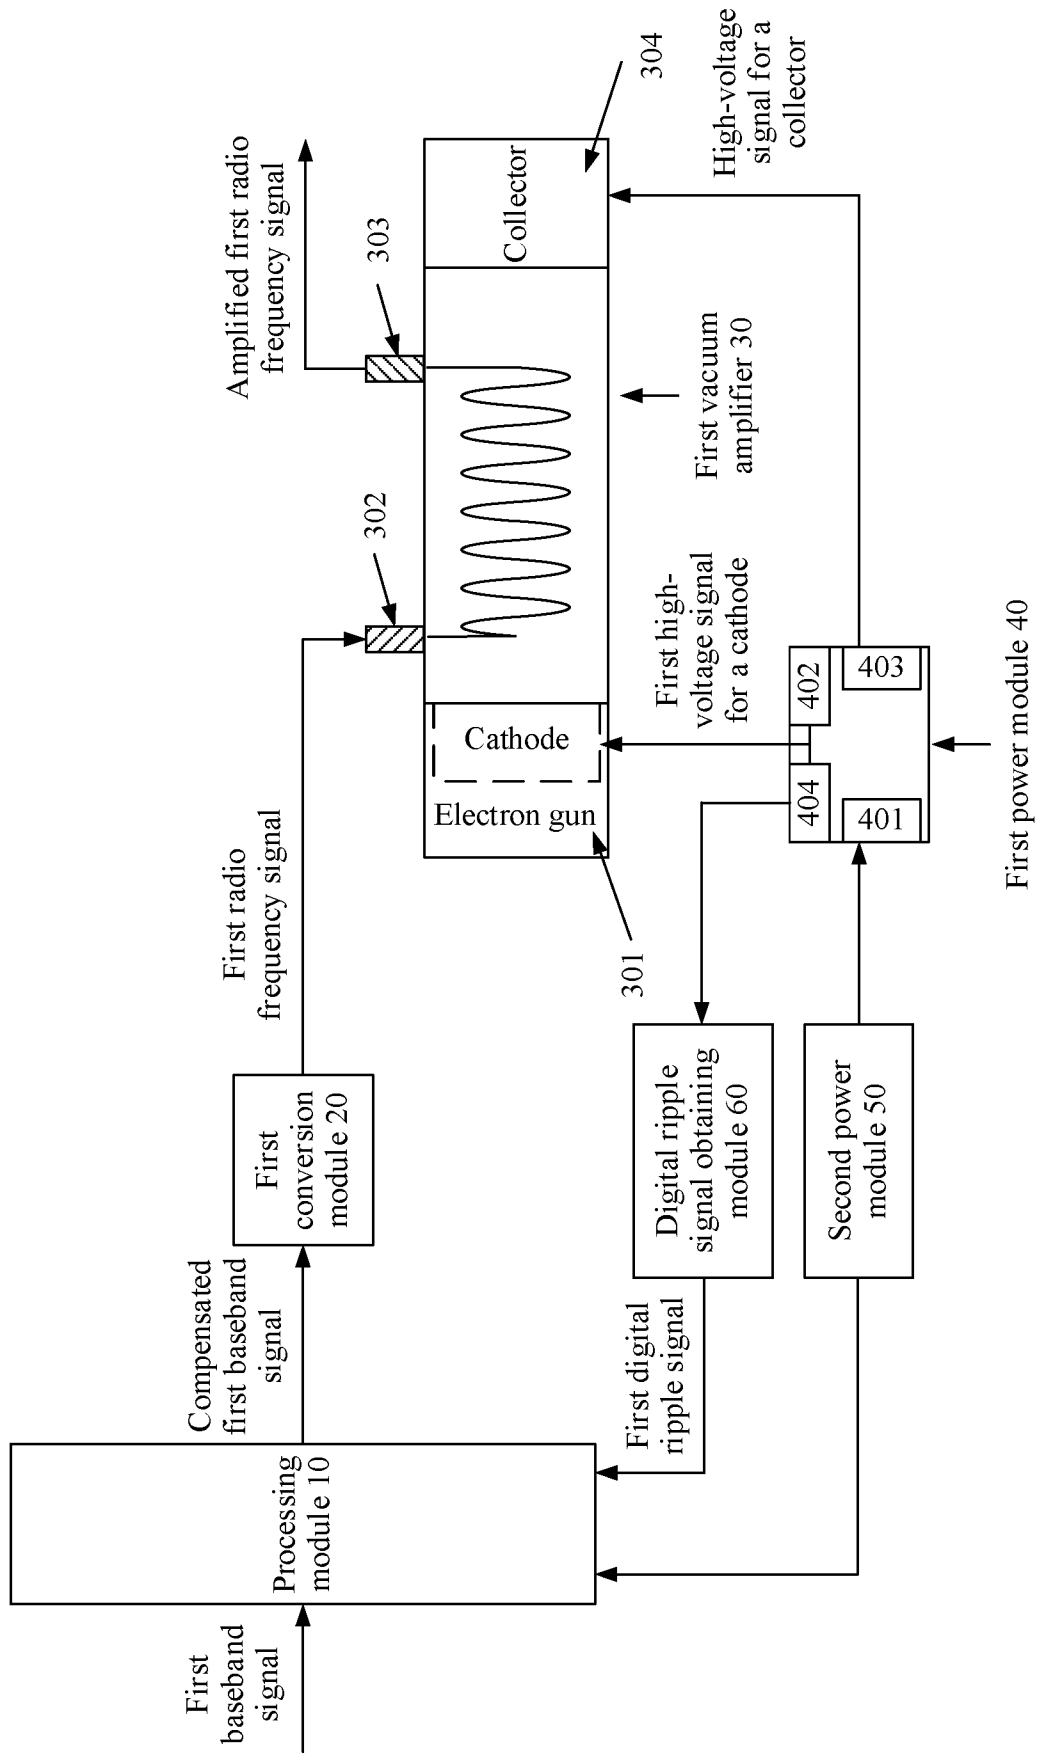 First
baseband
signal
Processing
module 10
Compensated
first baseband
signal
First
conversion
module 20
First radio
frequency signal
302
303
Amplified first radio
frequency signal
First digital
ripple signal
Digital ripple
signal obtaining
module 60
Second power
module 50
301
Electron gun
Cathode
Collector
304
First high-
voltage signal
for a cathode
First vacuum
amplifier 30
High-voltage
signal for a
collector
404
402
401
403
First power module 40